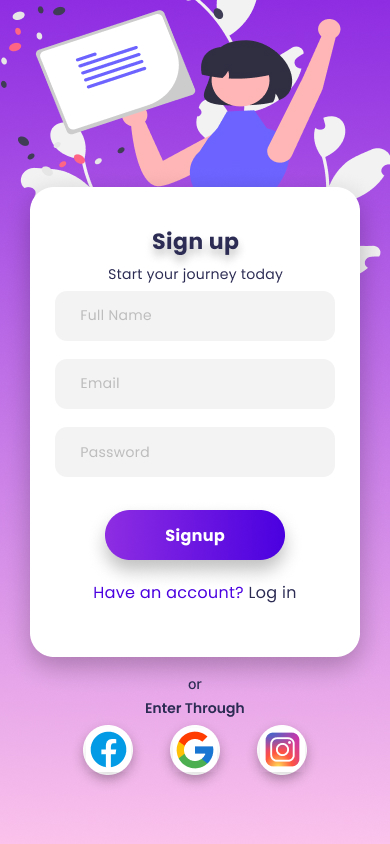 Sign up
Start your journey today
Full Name
Email
Password
Signup
Have an account? Log in
or
Enter Through